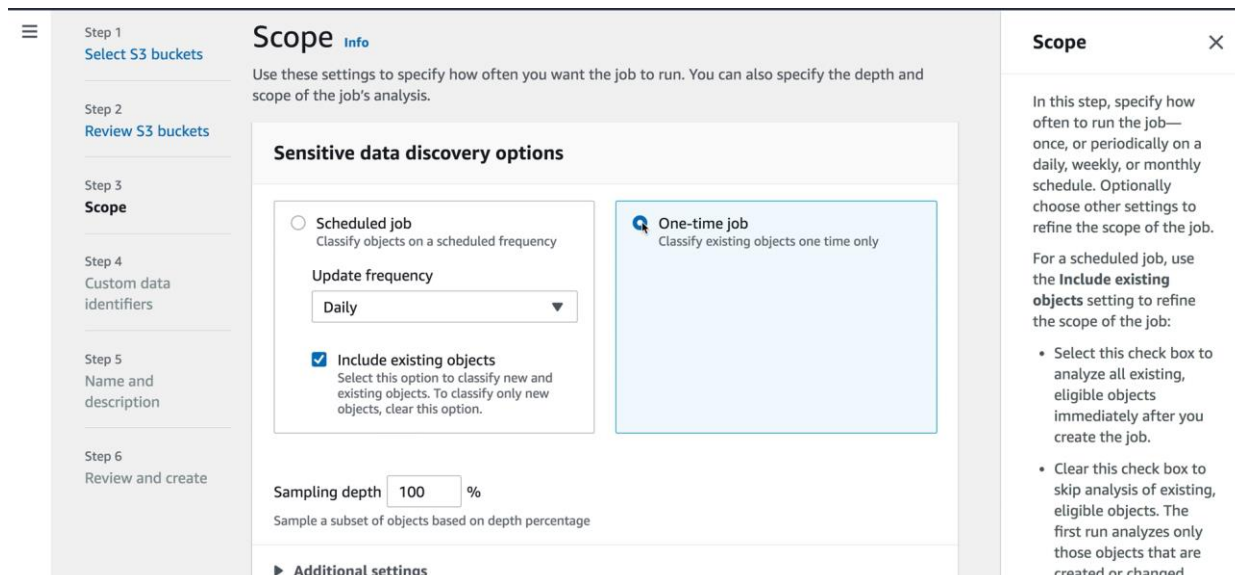 Step 1
Select S3 buckets
Step 2
Review S3 buckets
Step 3
Scope
Step 4
Custom data
identifiers
Step 5
Name and
description
Step 6
Review and create
Scope Info
Use these settings to specify how often you want the job to run. You can also specify the depth and
scope of the job's analysis.
Sensitive data discovery options
Scheduled job
Classify objects on a scheduled frequency
Update frequency
Daily
Include existing objects
Select this option to classify new and
existing objects. To classify only new
objects, clear this option.
One-time job
Classify existing objects one time only
Sampling depth 100 %
Sample a subset of objects based on depth percentage
Additional settings
Scope
In this step, specify how
often to run the job—
once, or periodically on a
daily, weekly, or monthly
schedule. Optionally
choose other settings to
refine the scope of the job.
For a scheduled job, use
the Include existing
objects setting to refine
the scope of the job:
• Select this check box to
analyze all existing,
eligible objects
immediately after you
create the job.
• Clear this check box to
skip analysis of existing,
eligible objects. The
first run analyzes only
those objects that are
created or changed